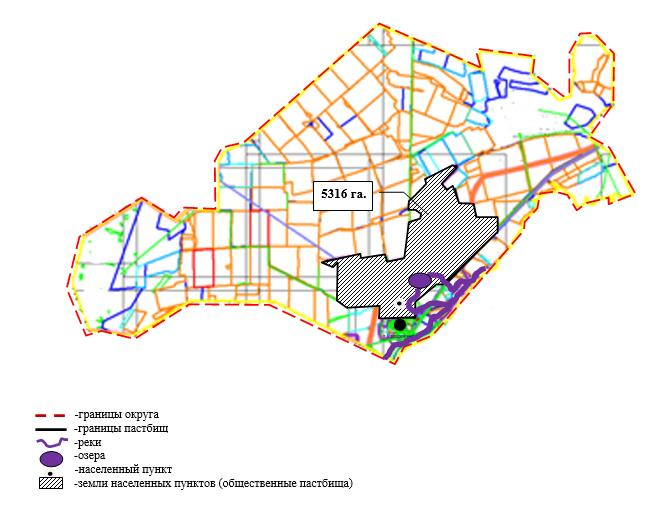 5316 га.
-границы округа
-границы пастбищ
-реки
-озера
-населенный пункт
-земли населенных пунктов (общественные пастбища)